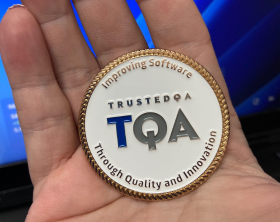 Improving Software
TRUSTEDQA
TQA
Through Quality and Innovation